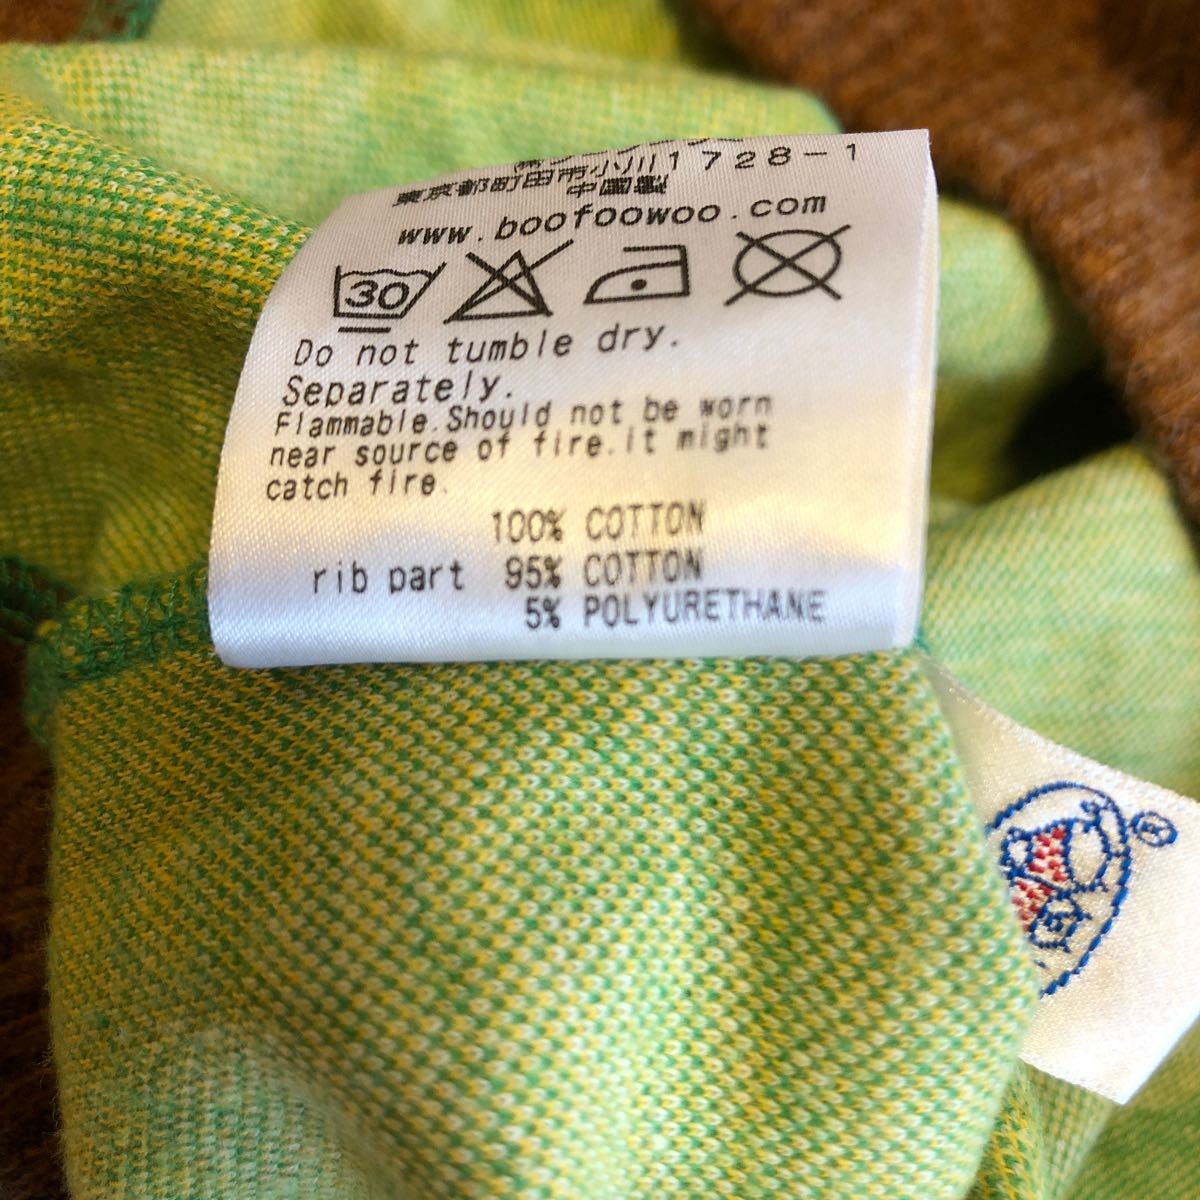 東京都町田市小川1728-1
中国製
www.boofoowoo.com
30
Do not tumble dry.
Separately.
Flammable.Should not be worn
near source of fire.it might
catch fire.
100% COTTON
rib part 95% COTTON
5% POLYURETHANE
®